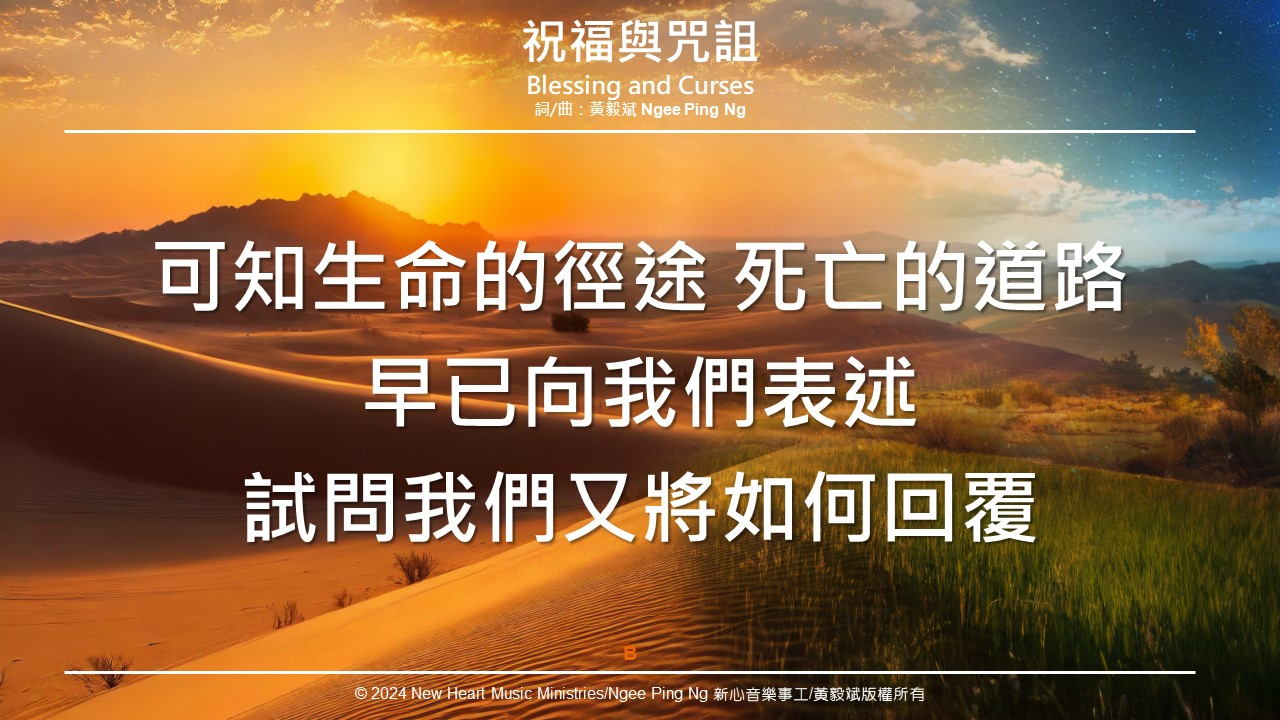 祝福與咒詛
Blessing and Curses
詞/曲：黃毅斌 Ngee Ping Ng
可知生命的徑途 死亡的道路
早已向我們表述
試問我們又將如何回覆
B
© 2024 New Heart Music Ministries/Ngee Ping Ng 新心音樂事工/黃毅斌版權所有